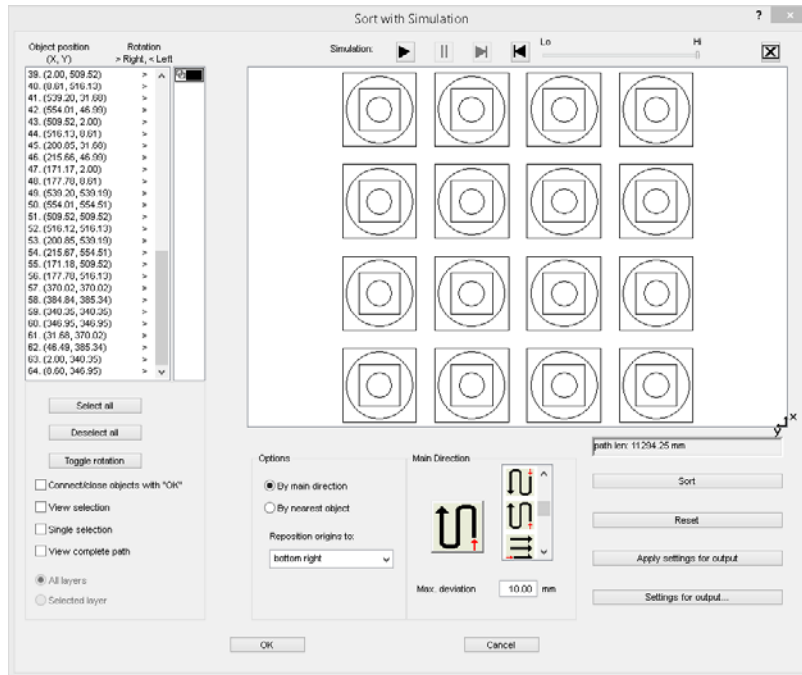 Sort with Simulation
?
Object position Rotation
(X, Y) > Right, < Left
39. (2.00, 509.52) >
40. (8.61, 516.13) >
41. (539.20, 31.68) >
42. (554.01, 46.99) >
43. (509.52, 2.00) >
44. (516.13, 8.61) >
45. (200.85, 31.68) >
46. (215.66, 46.99) >
47. (171.17, 2.00) >
48. (177.78, 8.61) >
49. (539.20, 539.19) >
50. (554.01, 554.51) >
51. (509.52, 509.52) >
52. (516.12, 516.13) >
53. (200.85, 539.19) >
54. (215.67, 554.51) >
55. (171.18, 509.52) >
56. (177.78, 516.13) >
57. (370.02, 370.02) >
58. (384.84, 385.34) >
59. (340.35, 340.35) >
60. (346.95, 346.95) >
61. (31.68, 370.02) >
62. (46.49, 385.34) >
63. (2.00, 340.35) >
64. (8.60, 346.95) >
Select all
Deselect all
Toggle rotation
Connect/close objects with "OK"
View selection
Single selection
View complete path
All layers
Selected layer
Simulation:
Lo Hi
x
y
path len: 11294.25 mm
Options
By main direction
By nearest object
Reposition origins to:
bottom right
Main Direction
Max. deviation 10.00 mm
Sort
Reset
Apply settings for output
Settings for output...
OK Cancel